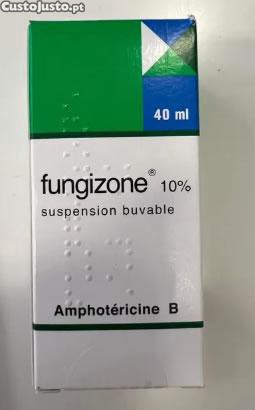 CustoJusto.pt
40 ml
fungizone® 10%
suspension buvable
Amphotéricine B